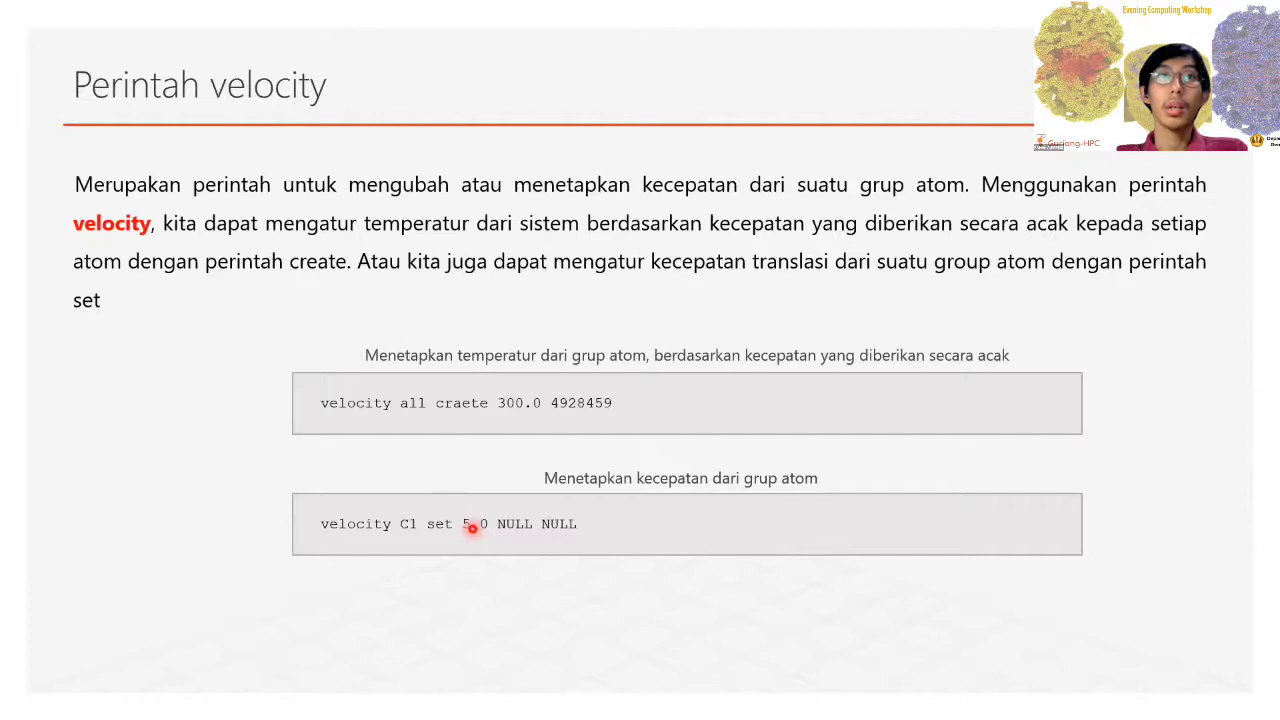 Evening Computing Workshop
Perintah velocity
Gunjang-HPC
Merupakan perintah untuk mengubah atau menetapkan kecepatan dari suatu grup atom. Menggunakan perintah
velocity, kita dapat mengatur temperatur dari sistem berdasarkan kecepatan yang diberikan secara acak kepada setiap
atom dengan perintah create. Atau kita juga dapat mengatur kecepatan translasi dari suatu group atom dengan perintah
set
Menetapkan temperatur dari grup atom, berdasarkan kecepatan yang diberikan secara acak
velocity all craete 300.0 4928459
Menetapkan kecepatan dari grup atom
velocity C1 set 5.0 NULL NULL